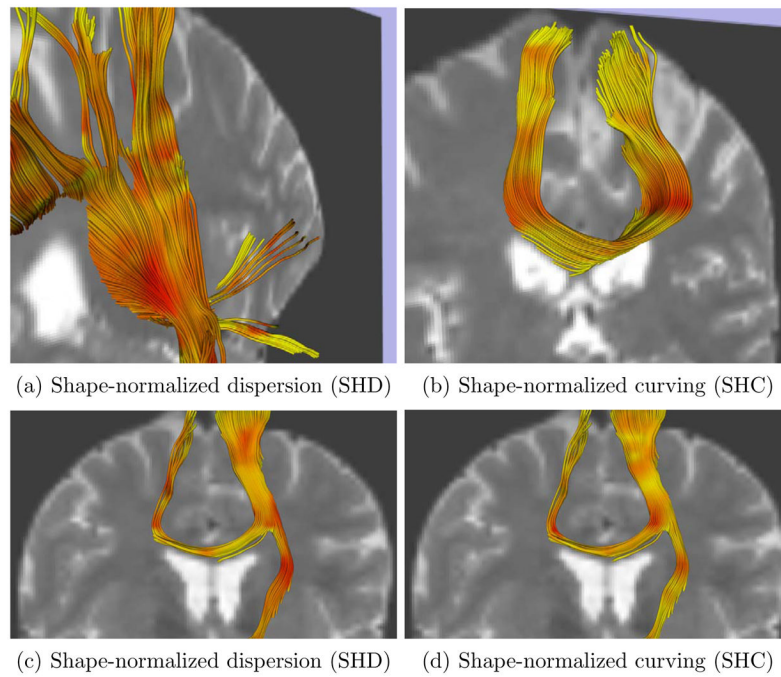 (a) Shape-normalized dispersion (SHD)
(b) Shape-normalized curving (SHC)
(c) Shape-normalized dispersion (SHD)
(d) Shape-normalized curving (SHC)